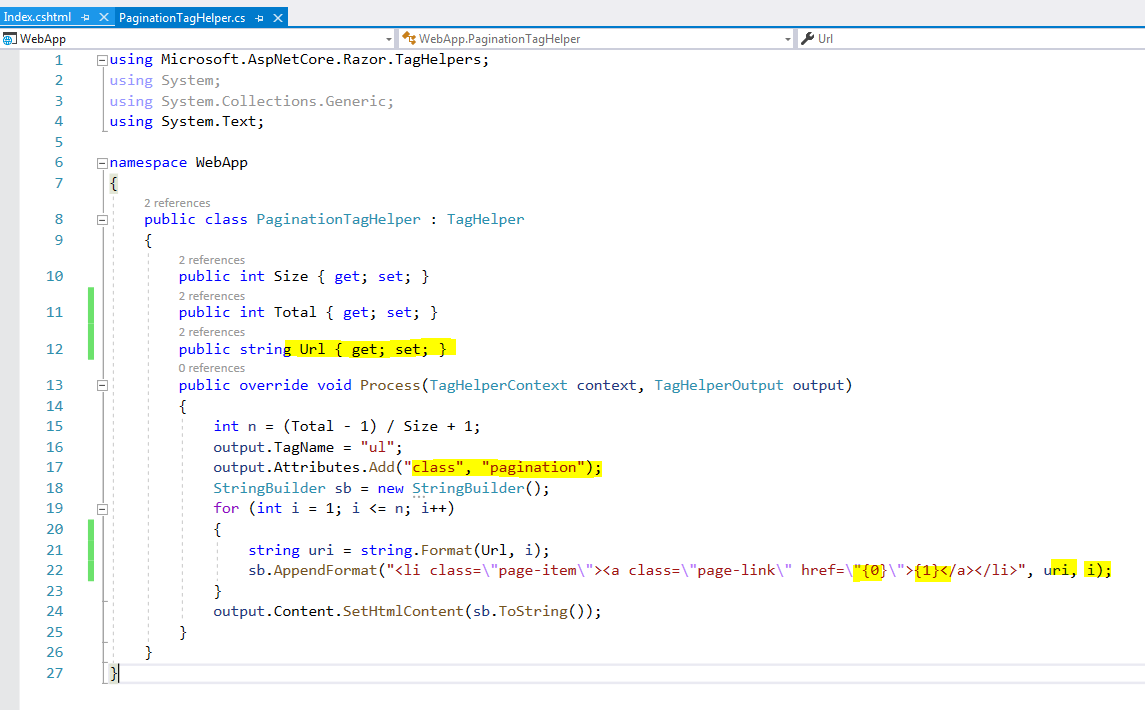 Index.cshtml PaginationTagHelper.cs
WebApp WebApp.PaginationTagHelper Url
1 using Microsoft.AspNetCore.Razor.TagHelpers;
2 using System;
3 using System.Collections.Generic;
4 using System.Text;
5
6 namespace WebApp
7 {
2 references
8 public class PaginationTagHelper : TagHelper
9 {
2 references
10 public int Size { get; set; }
2 references
11 public int Total { get; set; }
2 references
12 public string Url { get; set; }
0 references
13 public override void Process(TagHelperContext context, TagHelperOutput output)
14 {
15 int n = (Total - 1) / Size + 1;
16 output.TagName = "ul";
17 output.Attributes.Add("class", "pagination");
18 StringBuilder sb = new StringBuilder();
19 for (int i = 1; i <= n; i++)
20 {
21 string uri = string.Format(Url, i);
22 sb.AppendFormat("<li class=\"page-item\"><a class=\"page-link\" href=\"{0}\">{1}</a></li>", uri, i);
23 }
24 output.Content.SetHtmlContent(sb.ToString());
25 }
26 }
27 }